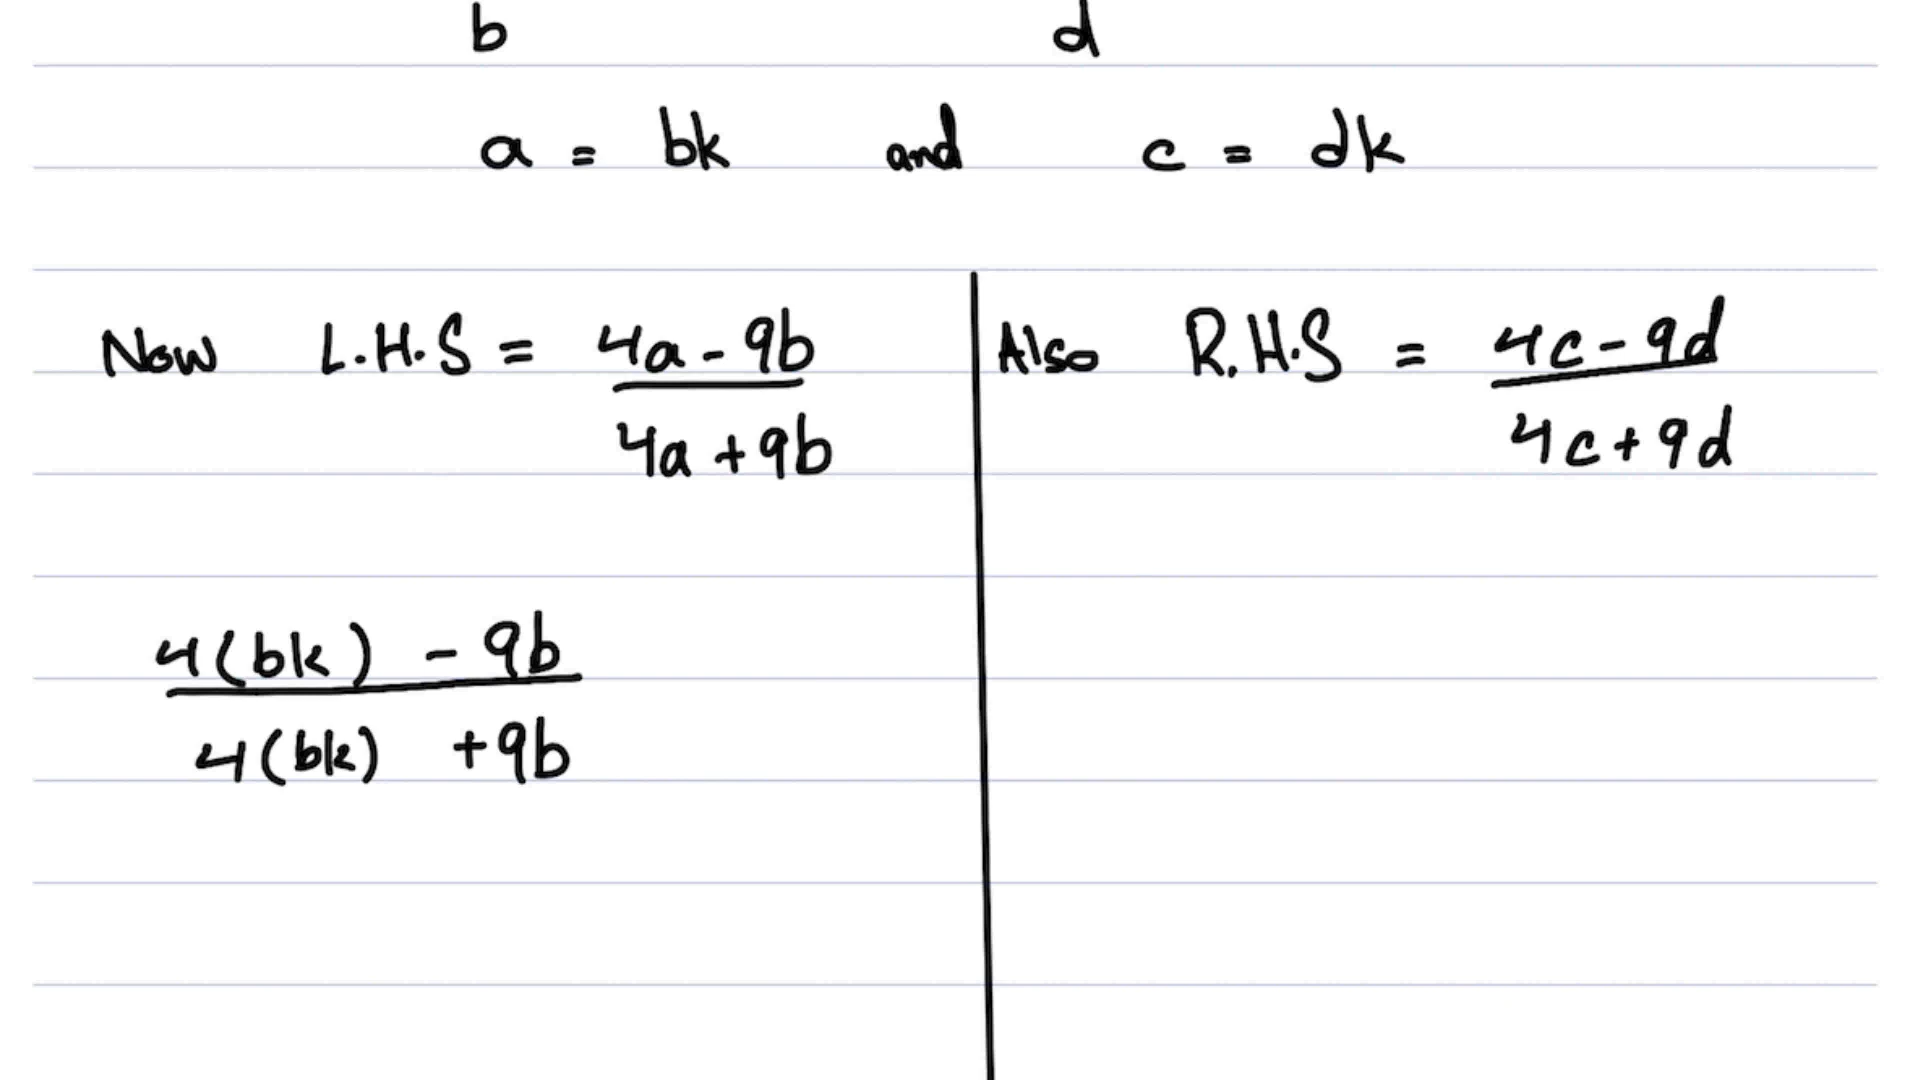 b d
a = bk and c = dk
Now L.H.S = 4a - 9b
4a + 9b
4(bk) - 9b
4(bk) + 9b
Also R.H.S = 4c - 9d
4c + 9d